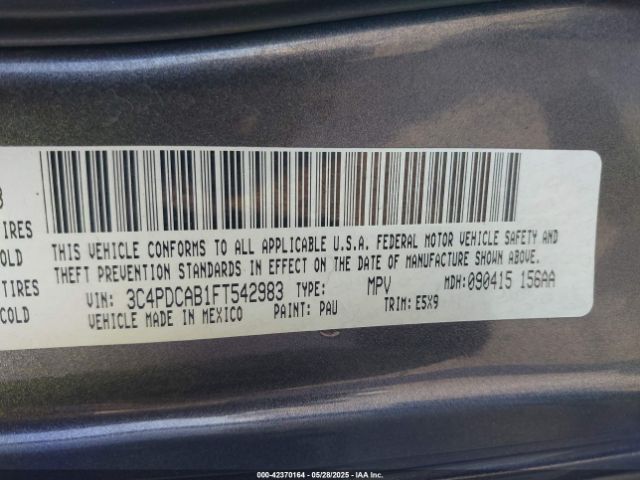 3
TIRES
COLD
TIRES
COLD
THIS VEHICLE CONFORMS TO ALL APPLICABLE U.S.A. FEDERAL MOTOR VEHICLE SAFETY AND
THEFT PREVENTION STANDARDS IN EFFECT ON THE DATE OF MANUFACTURE SHOWN ABOVE.
VIN: 3C4PDCAB1FT542983 TYPE: MPV MDH:090415 156AA
VEHICLE MADE IN MEXICO PAINT: PAU TRIM: E5X9
000-42370164 | 05/28/2025 - IAA Inc.